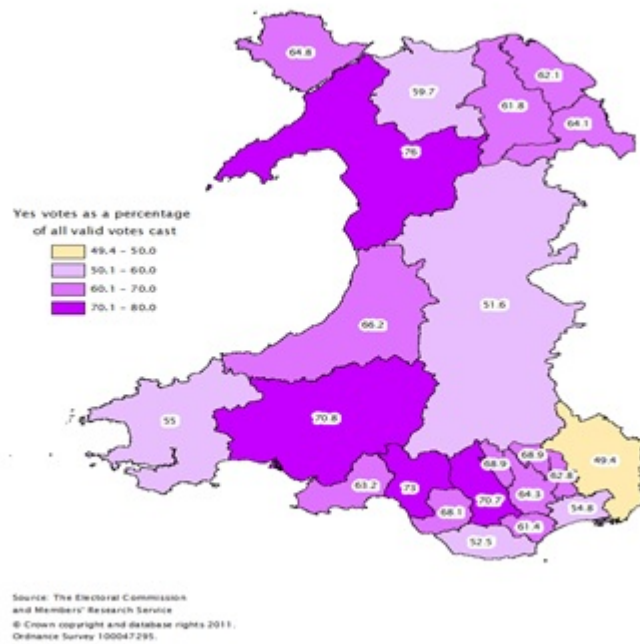 64.8
59.7
62.1
61.8
64.1
76
Yes votes as a percentage
of all valid votes cast
49.4 - 50.0
50.1 - 60.0
60.1 - 70.0
70.1 - 80.0
51.6
66.2
55
70.8
49.4
68.9
68.9
62.8
63.2
73
70.7
64.3
54.8
68.1
61.4
52.5
Source: The Electoral Commission
and Members' Research Service
© Crown copyright and database rights 2011.
Ordnance Survey 100047295.